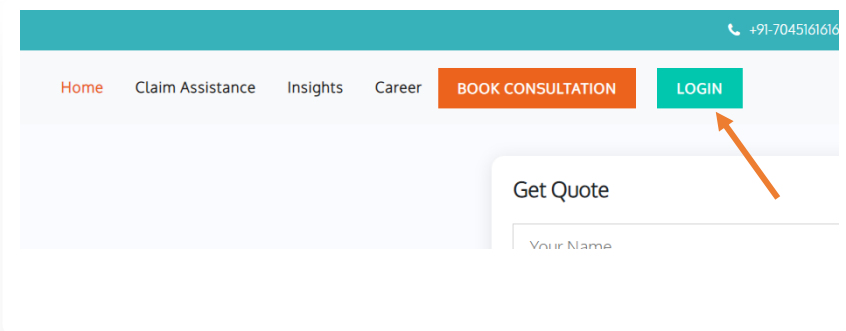 +91-7045161616
Home Claim Assistance Insights Career BOOK CONSULTATION LOGIN
Get Quote
Your Name